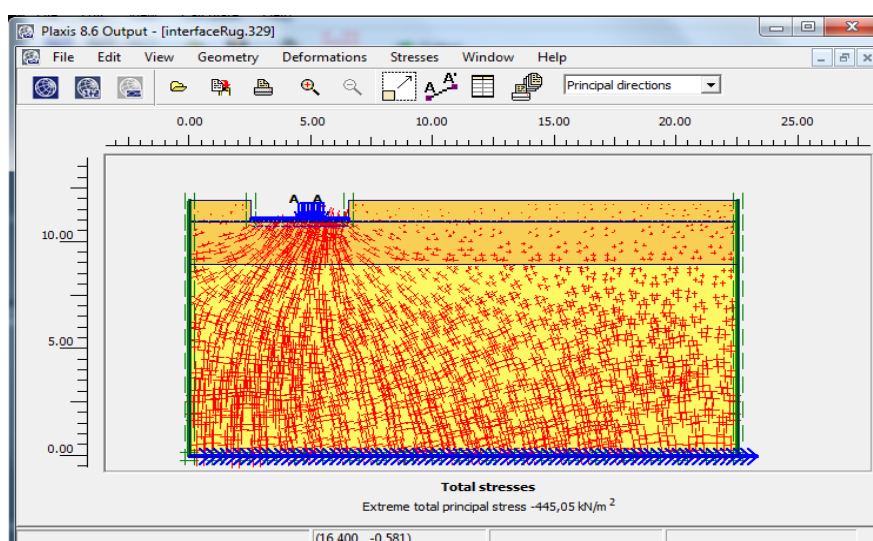 Plaxis 8.6 Output - [interfaceRug.329]
File Edit View Geometry Deformations Stresses Window Help
Principal directions
0.00 5.00 10.00 15.00 20.00 25.00
A A
10.00
5.00
0.00
Total stresses
Extreme total principal stress -445,05 kN/m 2
(16.400 -0.581)